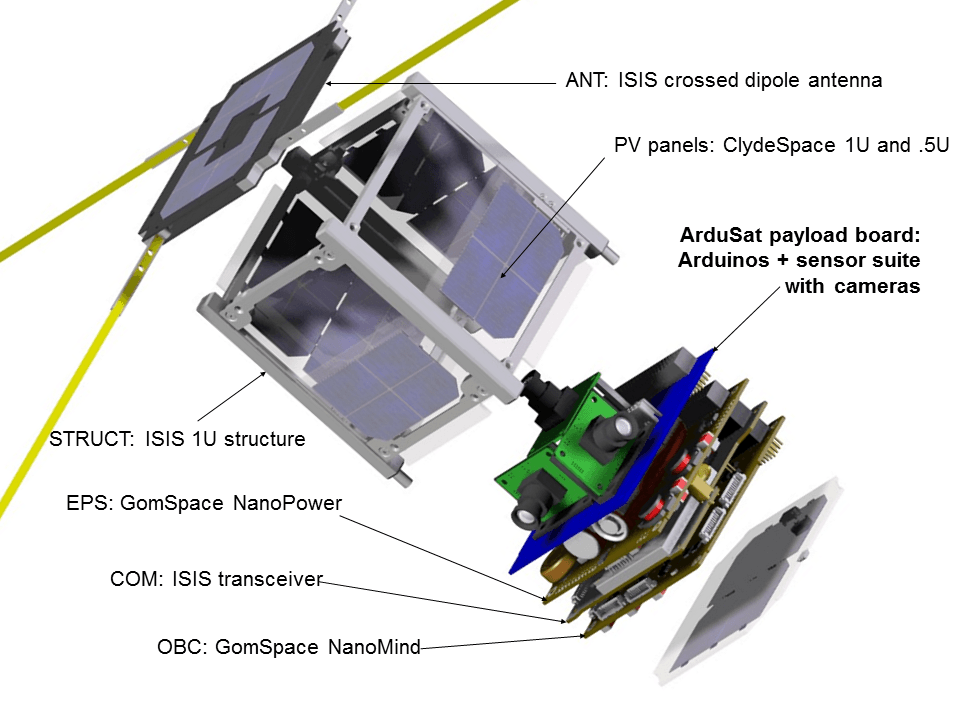 ANT: ISIS crossed dipole antenna
PV panels: ClydeSpace 1U and .5U
ArduSat payload board:
Arduinos + sensor suite
with cameras
STRUCT: ISIS 1U structure
EPS: GomSpace NanoPower
COM: ISIS transceiver
OBC: GomSpace NanoMind